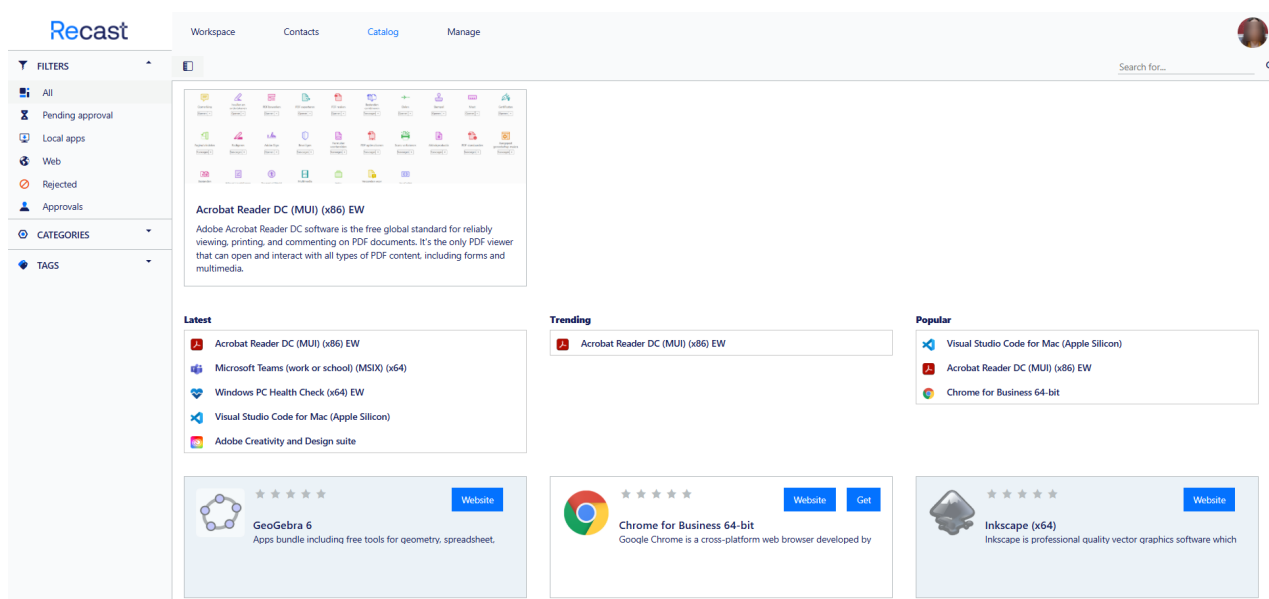 Recast
Workspace Contacts Catalog Manage
FILTERS
Search for...
All
Pending approval
Local apps
Web
Rejected
Approvals
CATEGORIES
TAGS
Acrobat Reader DC (MUI) (x86) EW
Adobe Acrobat Reader DC software is the free global standard for reliably
viewing, printing, and commenting on PDF documents. It's the only PDF viewer
that can open and interact with all types of PDF content, including forms and
multimedia.
Latest
Acrobat Reader DC (MUI) (x86) EW
Microsoft Teams (work or school) (MSIX) (x64)
Windows PC Health Check (x64) EW
Visual Studio Code for Mac (Apple Silicon)
Adobe Creativity and Design suite
Trending
Acrobat Reader DC (MUI) (x86) EW
Popular
Visual Studio Code for Mac (Apple Silicon)
Acrobat Reader DC (MUI) (x86) EW
Chrome for Business 64-bit
Website
GeoGebra 6
Apps bundle including free tools for geometry, spreadsheet,
Website Get
Chrome for Business 64-bit
Google Chrome is a cross-platform web browser developed by
Website
Inkscape (x64)
Inkscape is professional quality vector graphics software which